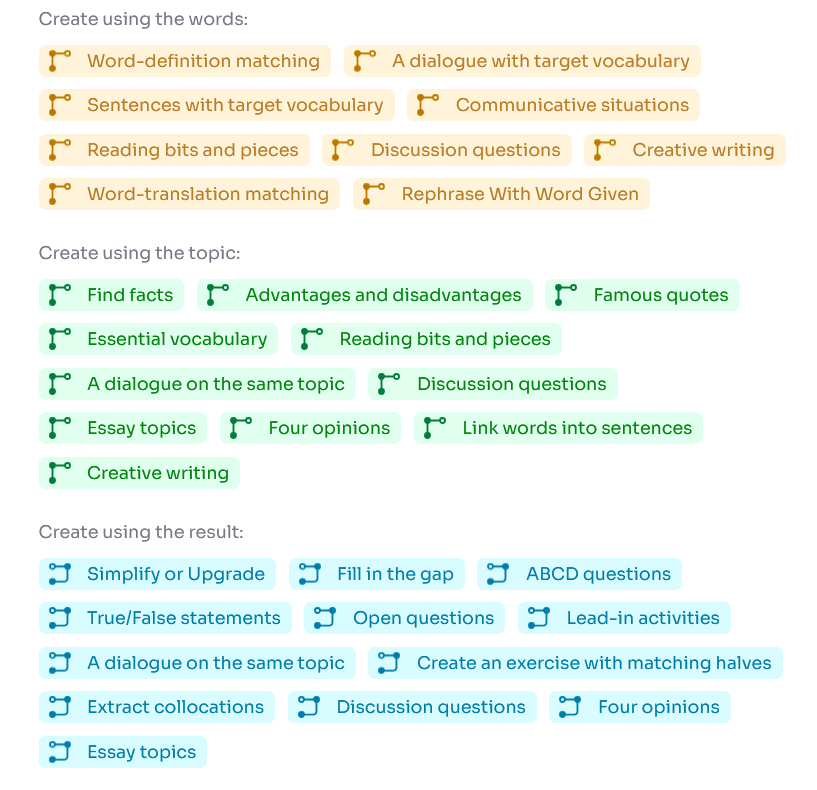 Create using the words:
Word-definition matching A dialogue with target vocabulary
Sentences with target vocabulary Communicative situations
Reading bits and pieces Discussion questions Creative writing
Word-translation matching Rephrase With Word Given
Create using the topic:
Find facts Advantages and disadvantages Famous quotes
Essential vocabulary Reading bits and pieces
A dialogue on the same topic Discussion questions
Essay topics Four opinions Link words into sentences
Creative writing
Create using the result:
Simplify or Upgrade Fill in the gap ABCD questions
True/False statements Open questions Lead-in activities
A dialogue on the same topic Create an exercise with matching halves
Extract collocations Discussion questions Four opinions
Essay topics